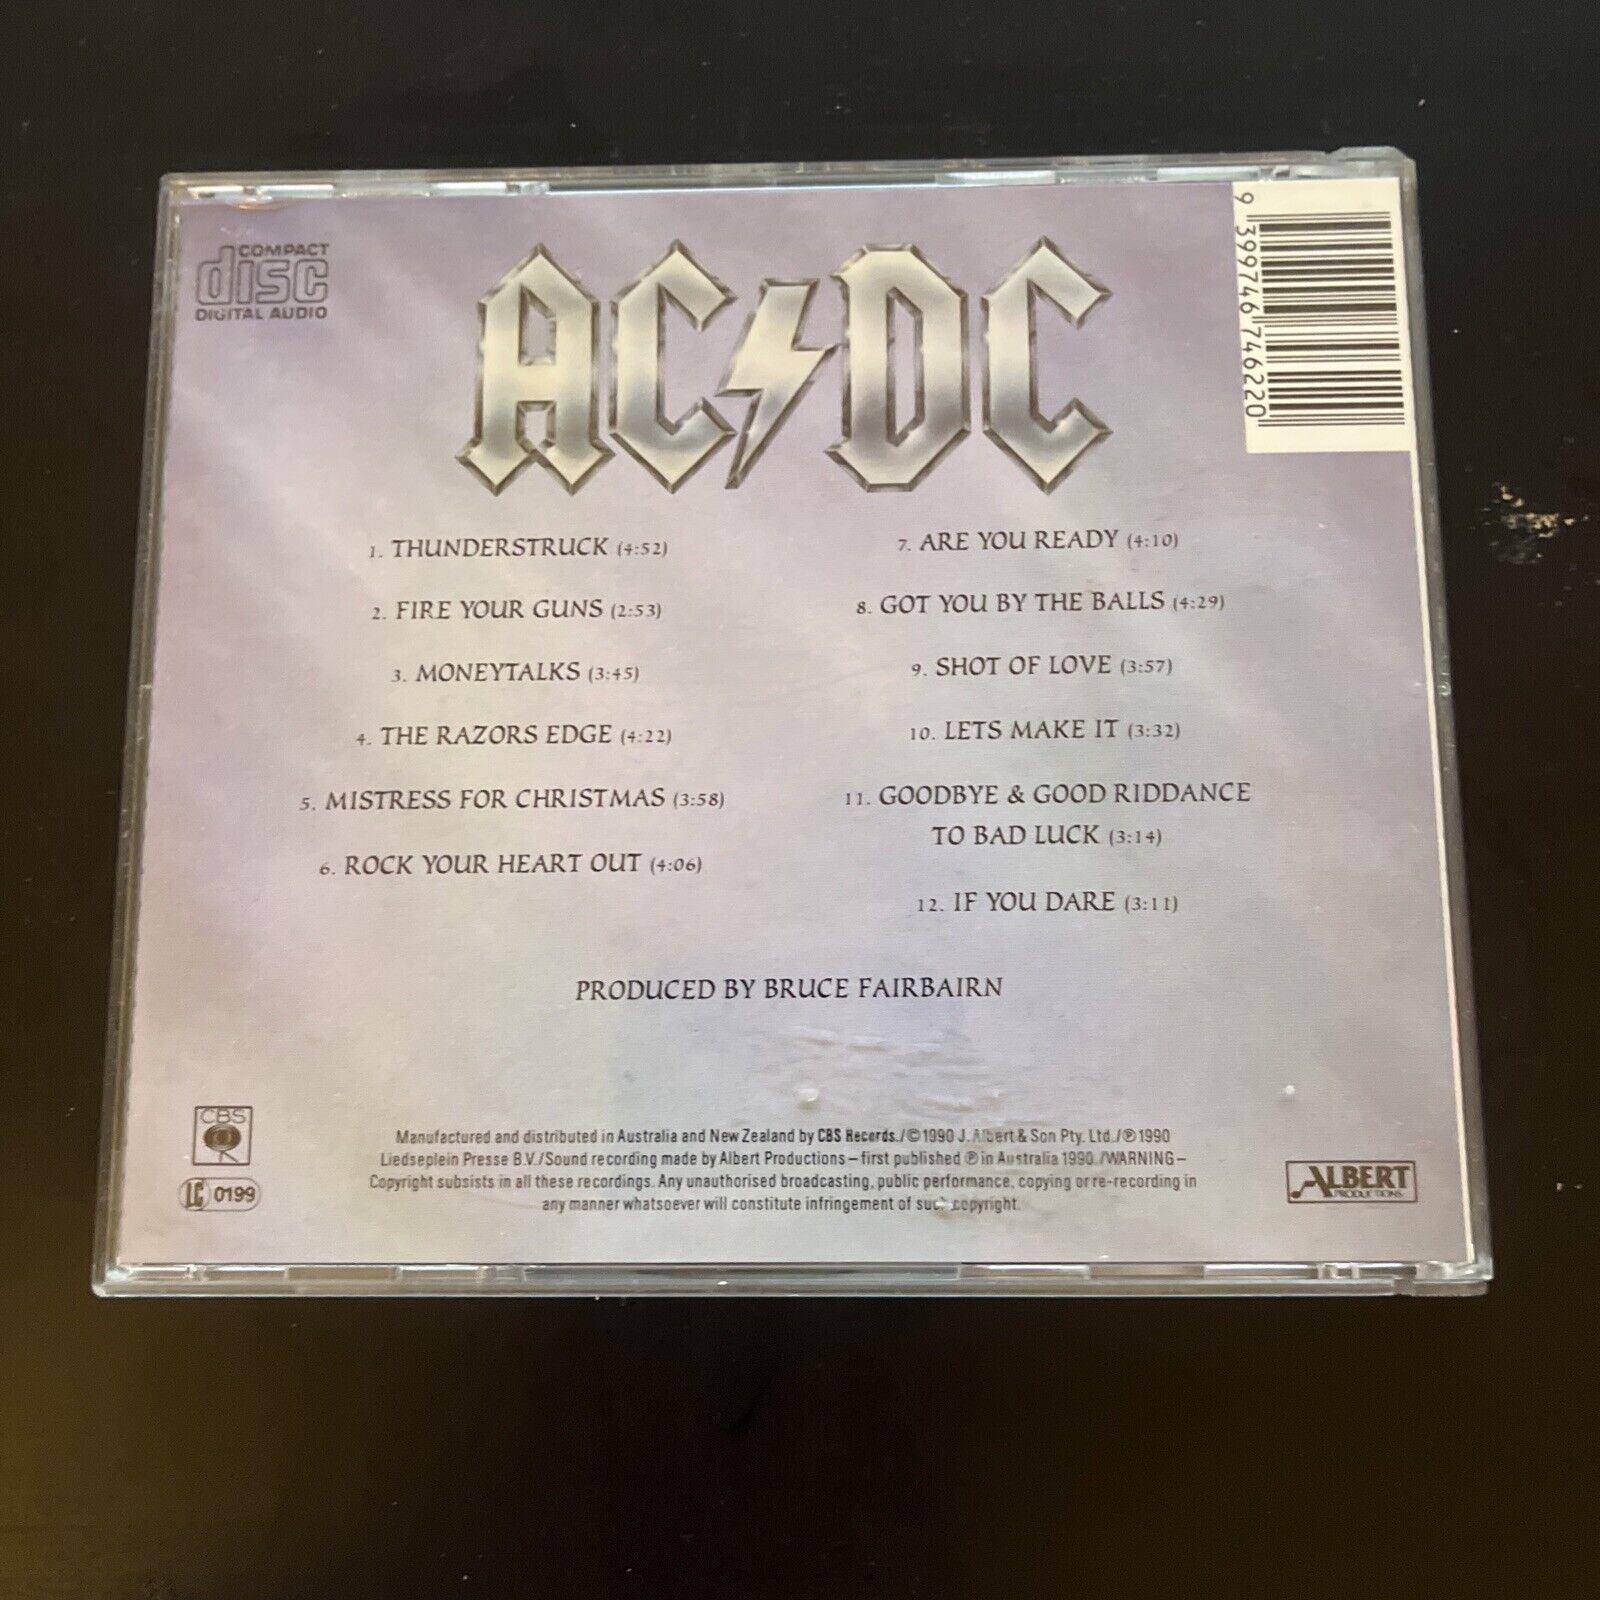 COMPACT
disc
DIGITAL AUDIO
AC DC
9 399746 746220
1. THUNDERSTRUCK (4:52)
2. FIRE YOUR GUNS (2:53)
3. MONEYTALKS (3:45)
4. THE RAZORS EDGE (4:22)
5. MISTRESS FOR CHRISTMAS (3:58)
6. ROCK YOUR HEART OUT (4:06)
7. ARE YOU READY (4:10)
8. GOT YOU BY THE BALLS (4:29)
9. SHOT OF LOVE (3:57)
10. LETS MAKE IT (3:32)
11. GOODBYE & GOOD RIDDANCE
TO BAD LUCK (3:14)
12. IF YOU DARE (3:11)
PRODUCED BY BRUCE FAIRBAIRN
CBS
LC 0199
Manufactured and distributed in Australia and New Zealand by CBS Records./©1990 J. Albert & Son Pty. Ltd./℗1990
Liedseplein Presse B.V./Sound recording made by Albert Productions – first published ℗ in Australia 1990./WARNING –
Copyright subsists in all these recordings. Any unauthorised broadcasting, public performance, copying or re-recording in
any manner whatsoever will constitute infringement of such copyright.
ALBERT
PRODUCTIONS